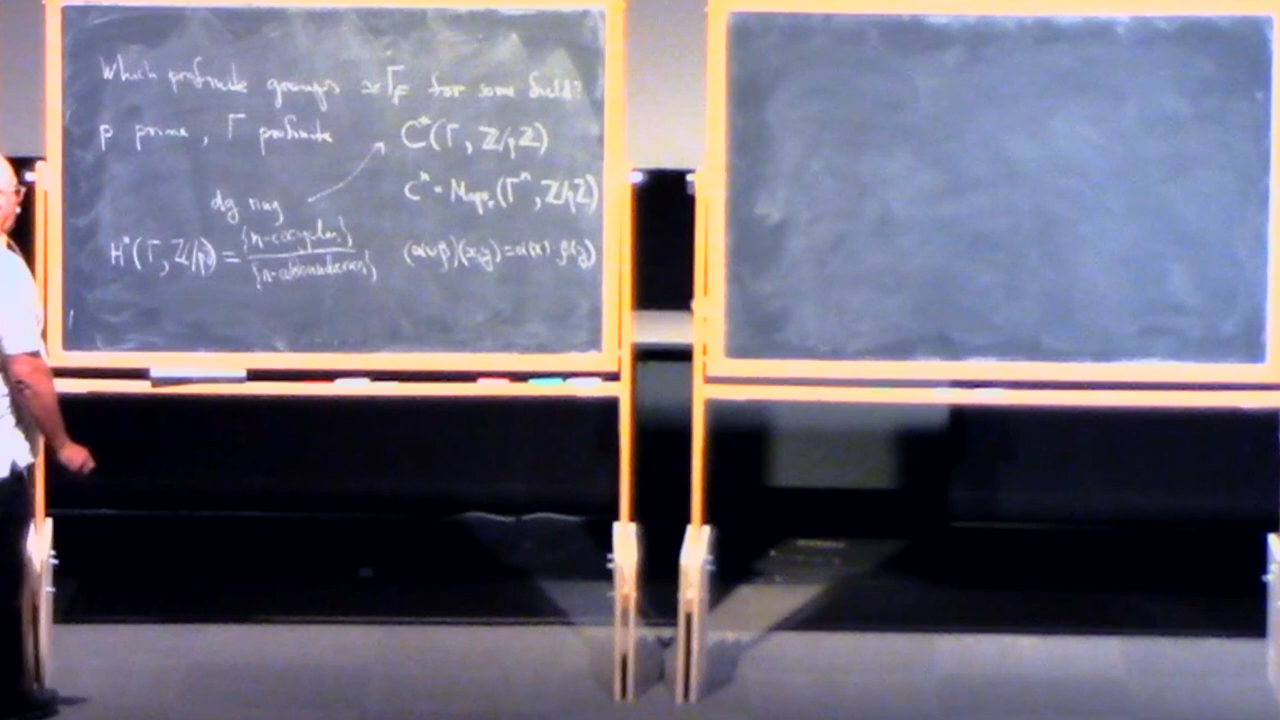 Which profinite groups ≃ Γ_F for some field?
p prime, Γ profinite
C^*(Γ, ℤ/pℤ)
C^n = Maps_c(Γ^n, ℤ/pℤ)
dg ring
H^n(Γ, ℤ/p) = {n-cocycles} / {n-coboundaries}
(α∪β)(x,y) = α(x)·β(y)